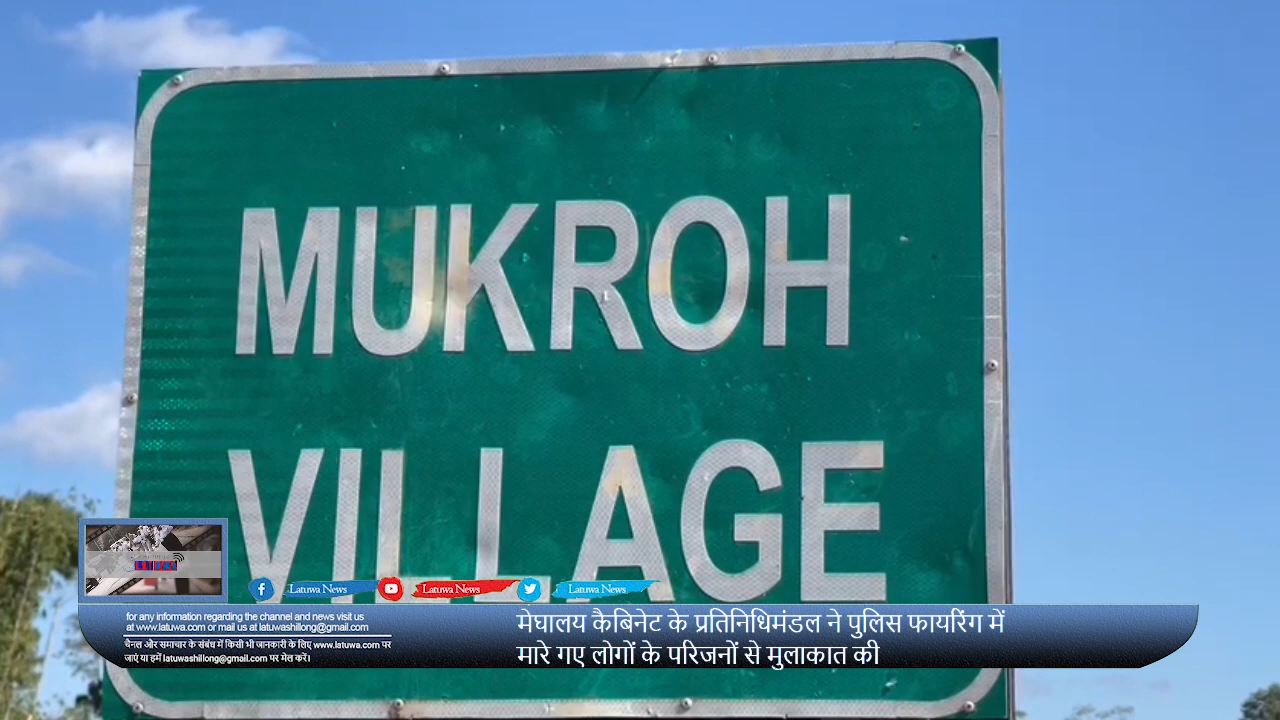 MUKROH
VILLAGE
LATUWA
Latuwa News
Latuwa News
Latuwa News
for any information regarding the channel and news visit us
at www.latuwa.com or mail us at latuwashillong@gmail.com
चैनल और समाचार के संबंध में किसी भी जानकारी के लिए www.latuwa.com पर
जाएं या हमें latuwashillong@gmail.com पर मेल करें।
मेघालय कैबिनेट के प्रतिनिधिमंडल ने पुलिस फायरिंग में
मारे गए लोगों के परिजनों से मुलाकात की